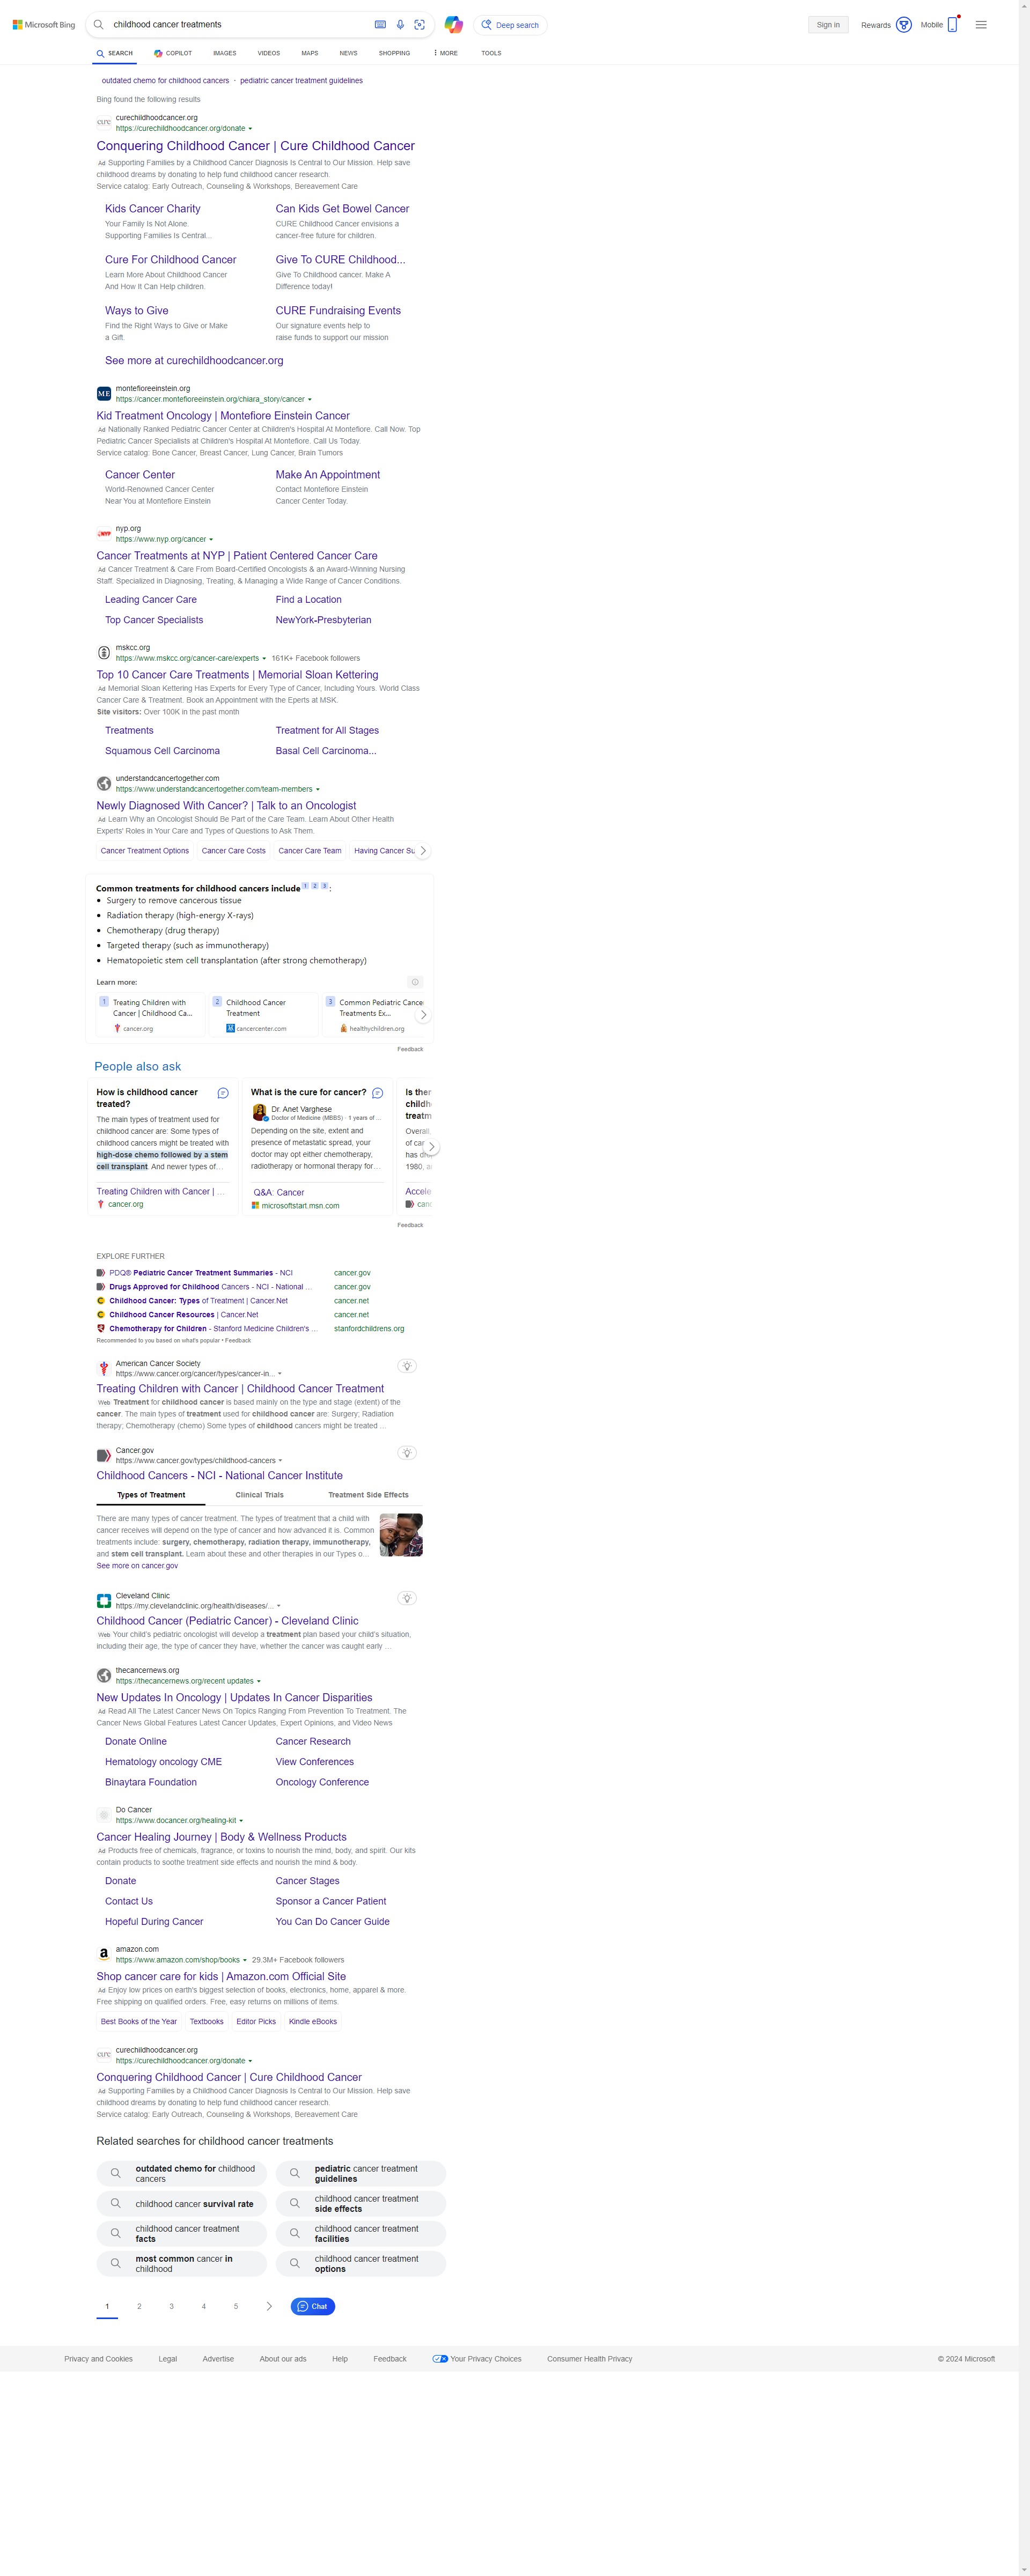 Microsoft Bing
childhood cancer treatments
Deep search
Sign in
Rewards
Mobile
SEARCH
COPILOT
IMAGES
VIDEOS
MAPS
NEWS
SHOPPING
MORE
TOOLS
outdated chemo for childhood cancers · pediatric cancer treatment guidelines
Bing found the following results
curechildhoodcancer.org
https://curechildhoodcancer.org/donate
Conquering Childhood Cancer | Cure Childhood Cancer
Ad Supporting Families by a Childhood Cancer Diagnosis Is Central to Our Mission. Help save
childhood dreams by donating to help fund childhood cancer research.
Service catalog: Early Outreach, Counseling & Workshops, Bereavement Care
Kids Cancer Charity
Your Family Is Not Alone.
Supporting Families Is Central...
Can Kids Get Bowel Cancer
CURE Childhood Cancer envisions a
cancer-free future for children.
Cure For Childhood Cancer
Learn More About Childhood Cancer
And How It Can Help children.
Give To CURE Childhood...
Give To Childhood cancer. Make A
Difference today!
Ways to Give
Find the Right Ways to Give or Make
a Gift.
CURE Fundraising Events
Our signature events help to
raise funds to support our mission
See more at curechildhoodcancer.org
ME
montefioreeinstein.org
https://cancer.montefioreeinstein.org/chiara_story/cancer
Kid Treatment Oncology | Montefiore Einstein Cancer
Ad Nationally Ranked Pediatric Cancer Center at Children's Hospital At Montefiore. Call Now. Top
Pediatric Cancer Specialists at Children's Hospital At Montefiore. Call Us Today.
Service catalog: Bone Cancer, Breast Cancer, Lung Cancer, Brain Tumors
Cancer Center
World-Renowned Cancer Center
Near You at Montefiore Einstein
Make An Appointment
Contact Montefiore Einstein
Cancer Center Today.
nyp.org
https://www.nyp.org/cancer
Cancer Treatments at NYP | Patient Centered Cancer Care
Ad Cancer Treatment & Care From Board-Certified Oncologists & an Award-Winning Nursing
Staff. Specialized in Diagnosing, Treating, & Managing a Wide Range of Cancer Conditions.
Leading Cancer Care
Find a Location
Top Cancer Specialists
NewYork-Presbyterian
mskcc.org
https://www.mskcc.org/cancer-care/experts
161K+ Facebook followers
Top 10 Cancer Care Treatments | Memorial Sloan Kettering
Ad Memorial Sloan Kettering Has Experts for Every Type of Cancer, Including Yours. World Class
Cancer Care & Treatment. Book an Appointment with the Eperts at MSK.
Site visitors: Over 100K in the past month
Treatments
Treatment for All Stages
Squamous Cell Carcinoma
Basal Cell Carcinoma...
understandcancertogether.com
https://www.understandcancertogether.com/team-members
Newly Diagnosed With Cancer? | Talk to an Oncologist
Ad Learn Why an Oncologist Should Be Part of the Care Team. Learn About Other Health
Experts' Roles in Your Care and Types of Questions to Ask Them.
Cancer Treatment Options
Cancer Care Costs
Cancer Care Team
Having Cancer Su
Common treatments for childhood cancers include 1 2 3 :
Surgery to remove cancerous tissue
Radiation therapy (high-energy X-rays)
Chemotherapy (drug therapy)
Targeted therapy (such as immunotherapy)
Hematopoietic stem cell transplantation (after strong chemotherapy)
Learn more:
1 Treating Children with
Cancer | Childhood Ca...
cancer.org
2 Childhood Cancer
Treatment
cancercenter.com
3 Common Pediatric Cancer
Treatments Ex...
healthychildren.org
Feedback
People also ask
How is childhood cancer
treated?
The main types of treatment used for
childhood cancer are: Some types of
childhood cancers might be treated with
high-dose chemo followed by a stem
cell transplant. And newer types of...
Treating Children with Cancer | ...
cancer.org
What is the cure for cancer?
Dr. Anet Varghese
Doctor of Medicine (MBBS) · 1 years of ...
Depending on the site, extent and
presence of metastatic spread, your
doctor may opt either chemotherapy,
radiotherapy or hormonal therapy for...
Q&A: Cancer
microsoftstart.msn.com
Is ther
childh
treatm
Overall,
of ca
has dr
1980, a
Accele
canc
Feedback
EXPLORE FURTHER
PDQ® Pediatric Cancer Treatment Summaries - NCI
cancer.gov
Drugs Approved for Childhood Cancers - NCI - National ...
cancer.gov
Childhood Cancer: Types of Treatment | Cancer.Net
cancer.net
Childhood Cancer Resources | Cancer.Net
cancer.net
Chemotherapy for Children - Stanford Medicine Children's ...
stanfordchildrens.org
Recommended to you based on what's popular • Feedback
American Cancer Society
https://www.cancer.org/cancer/types/cancer-in...
Treating Children with Cancer | Childhood Cancer Treatment
Web Treatment for childhood cancer is based mainly on the type and stage (extent) of the
cancer. The main types of treatment used for childhood cancer are: Surgery; Radiation
therapy; Chemotherapy (chemo) Some types of childhood cancers might be treated ...
Cancer.gov
https://www.cancer.gov/types/childhood-cancers
Childhood Cancers - NCI - National Cancer Institute
Types of Treatment
Clinical Trials
Treatment Side Effects
There are many types of cancer treatment. The types of treatment that a child with
cancer receives will depend on the type of cancer and how advanced it is. Common
treatments include: surgery, chemotherapy, radiation therapy, immunotherapy,
and stem cell transplant. Learn about these and other therapies in our Types o...
See more on cancer.gov
Cleveland Clinic
https://my.clevelandclinic.org/health/diseases/...
Childhood Cancer (Pediatric Cancer) - Cleveland Clinic
Web Your child's pediatric oncologist will develop a treatment plan based your child's situation,
including their age, the type of cancer they have, whether the cancer was caught early ...
thecancernews.org
https://thecancernews.org/recent updates
New Updates In Oncology | Updates In Cancer Disparities
Ad Read All The Latest Cancer News On Topics Ranging From Prevention To Treatment. The
Cancer News Global Features Latest Cancer Updates, Expert Opinions, and Video News
Donate Online
Cancer Research
Hematology oncology CME
View Conferences
Binaytara Foundation
Oncology Conference
Do Cancer
https://www.docancer.org/healing-kit
Cancer Healing Journey | Body & Wellness Products
Ad Products free of chemicals, fragrance, or toxins to nourish the mind, body, and spirit. Our kits
contain products to soothe treatment side effects and nourish the mind & body.
Donate
Cancer Stages
Contact Us
Sponsor a Cancer Patient
Hopeful During Cancer
You Can Do Cancer Guide
amazon.com
https://www.amazon.com/shop/books
29.3M+ Facebook followers
Shop cancer care for kids | Amazon.com Official Site
Ad Enjoy low prices on earth's biggest selection of books, electronics, home, apparel & more.
Free shipping on qualified orders. Free, easy returns on millions of items.
Best Books of the Year
Textbooks
Editor Picks
Kindle eBooks
curechildhoodcancer.org
https://curechildhoodcancer.org/donate
Conquering Childhood Cancer | Cure Childhood Cancer
Ad Supporting Families by a Childhood Cancer Diagnosis Is Central to Our Mission. Help save
childhood dreams by donating to help fund childhood cancer research.
Service catalog: Early Outreach, Counseling & Workshops, Bereavement Care
Related searches for childhood cancer treatments
outdated chemo for childhood
cancers
pediatric cancer treatment
guidelines
childhood cancer survival rate
childhood cancer treatment
side effects
childhood cancer treatment
facts
childhood cancer treatment
facilities
most common cancer in
childhood
childhood cancer treatment
options
1 2 3 4 5
Chat
Privacy and Cookies
Legal
Advertise
About our ads
Help
Feedback
Your Privacy Choices
Consumer Health Privacy
© 2024 Microsoft